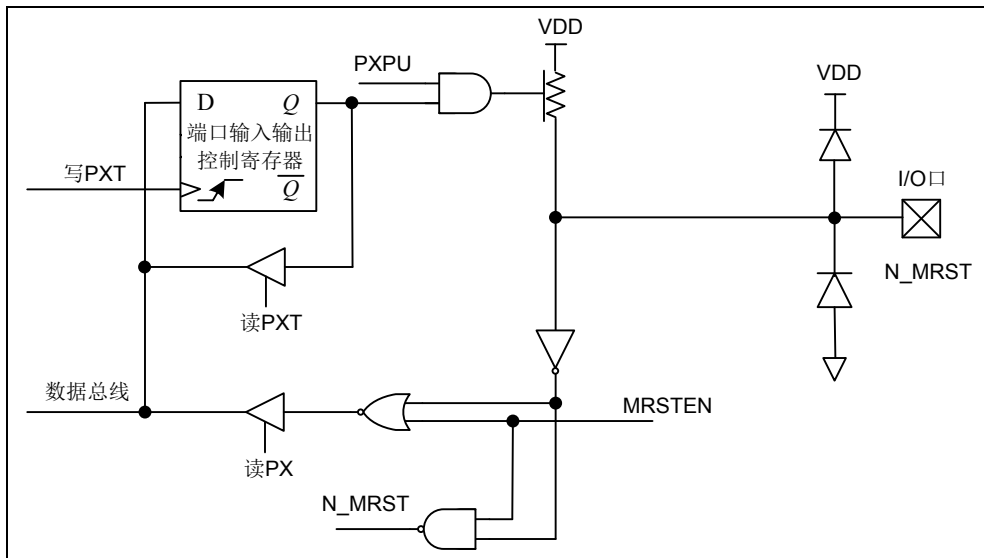 VDD
PXPU
VDD
D Q
端口输入输出
控制寄存器
Q
写PXT
I/O口
N_MRST
读PXT
数据总线
MRSTEN
读PX
N_MRST